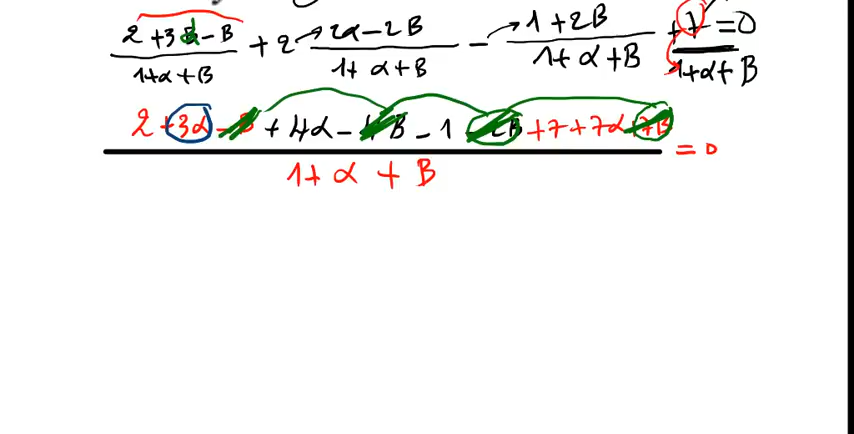 2 + 3α - B / 1 + α + B + 2 2α - 2B / 1 + α + B - 1 + 2B / 1 + α + B + 7 / 1 + α + B = 0
2 + 3α - B + 4α - 4B - 1 - 2B + 7 + 7α + 7B / 1 + α + B = 0